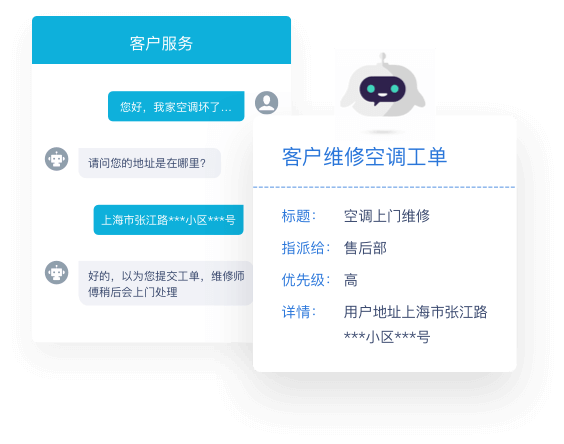 客户服务
您好，我家空调坏了...
请问您的地址是在哪里？
上海市张江路***小区***号
好的，以为您提交工单，维修师
傅稍后会上门处理
客户维修空调工单
标题： 空调上门维修
指派给： 售后部
优先级： 高
详情： 用户地址上海市张江路
***小区***号